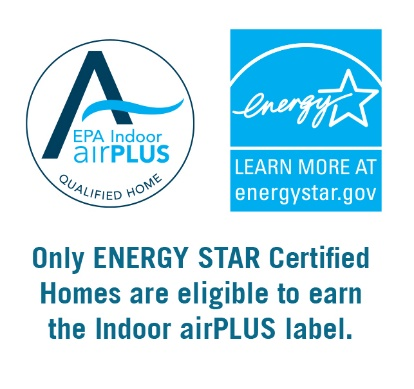 A
EPA Indoor
airPLUS
QUALIFIED HOME
energy
LEARN MORE AT
energystar.gov
Only ENERGY STAR Certified
Homes are eligible to earn
the Indoor airPLUS label.